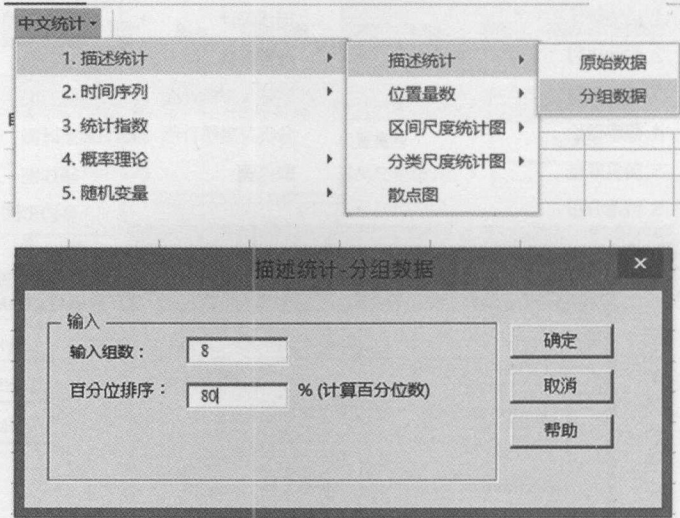 中文统计
1. 描述统计
2. 时间序列
3. 统计指数
4. 概率理论
5. 随机变量
描述统计
位置量数
区间尺度统计图
分类尺度统计图
散点图
原始数据
分组数据
描述统计-分组数据
输入
输入组数： 8
百分位排序： 80 % (计算百分位数)
确定
取消
帮助